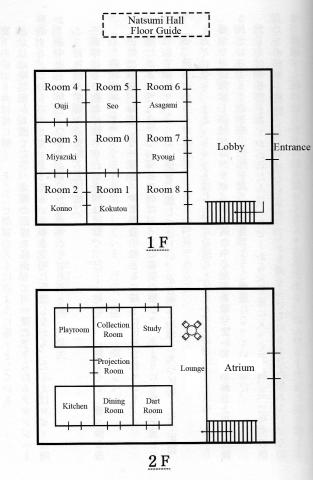 Natsumi Hall
Floor Guide
Room 4
Ouji
Room 5
Seo
Room 6
Asagami
Room 3
Miyazuki
Room 0
Room 7
Ryougi
Lobby
Entrance
Room 2
Konno
Room 1
Kokutou
Room 8
1F
Playroom
Collection
Room
Study
Projection
Room
Lounge
Atrium
Kitchen
Dining
Room
Dart
Room
2F